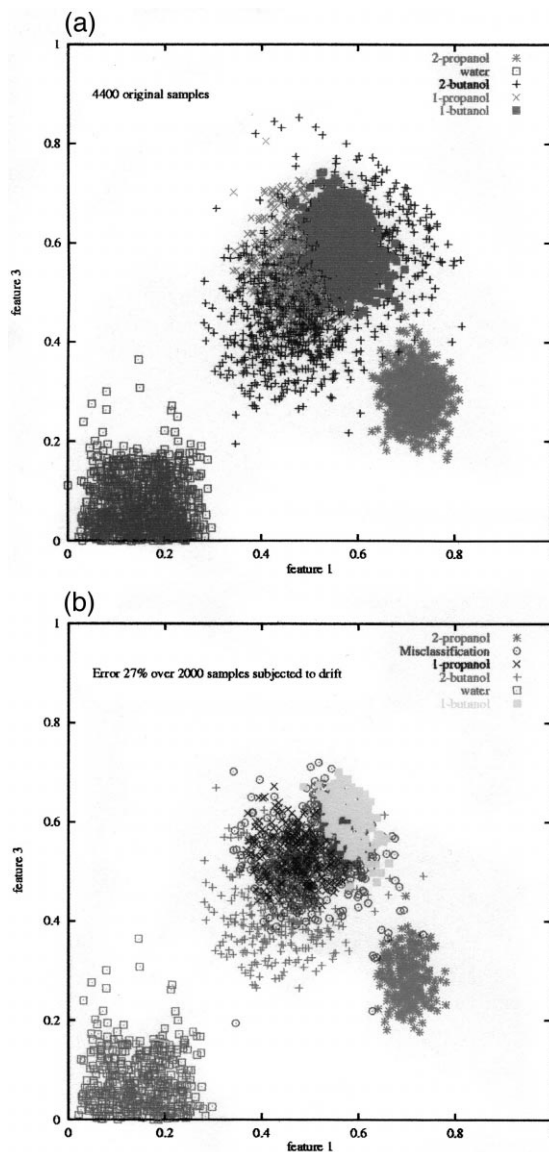 (a)
1
0.8
0.6
0.4
0.2
0
0
0.2
0.4
0.6
0.8
1
feature 3
feature 1
4400 original samples
2-propanol
water
2-butanol
1-propanol
1-butanol
(b)
1
0.8
0.6
0.4
0.2
0
0
0.2
0.4
0.6
0.8
1
feature 3
feature 1
Error 27% over 2000 samples subjected to drift
2-propanol
Misclassification
1-propanol
2-butanol
water
1-butanol